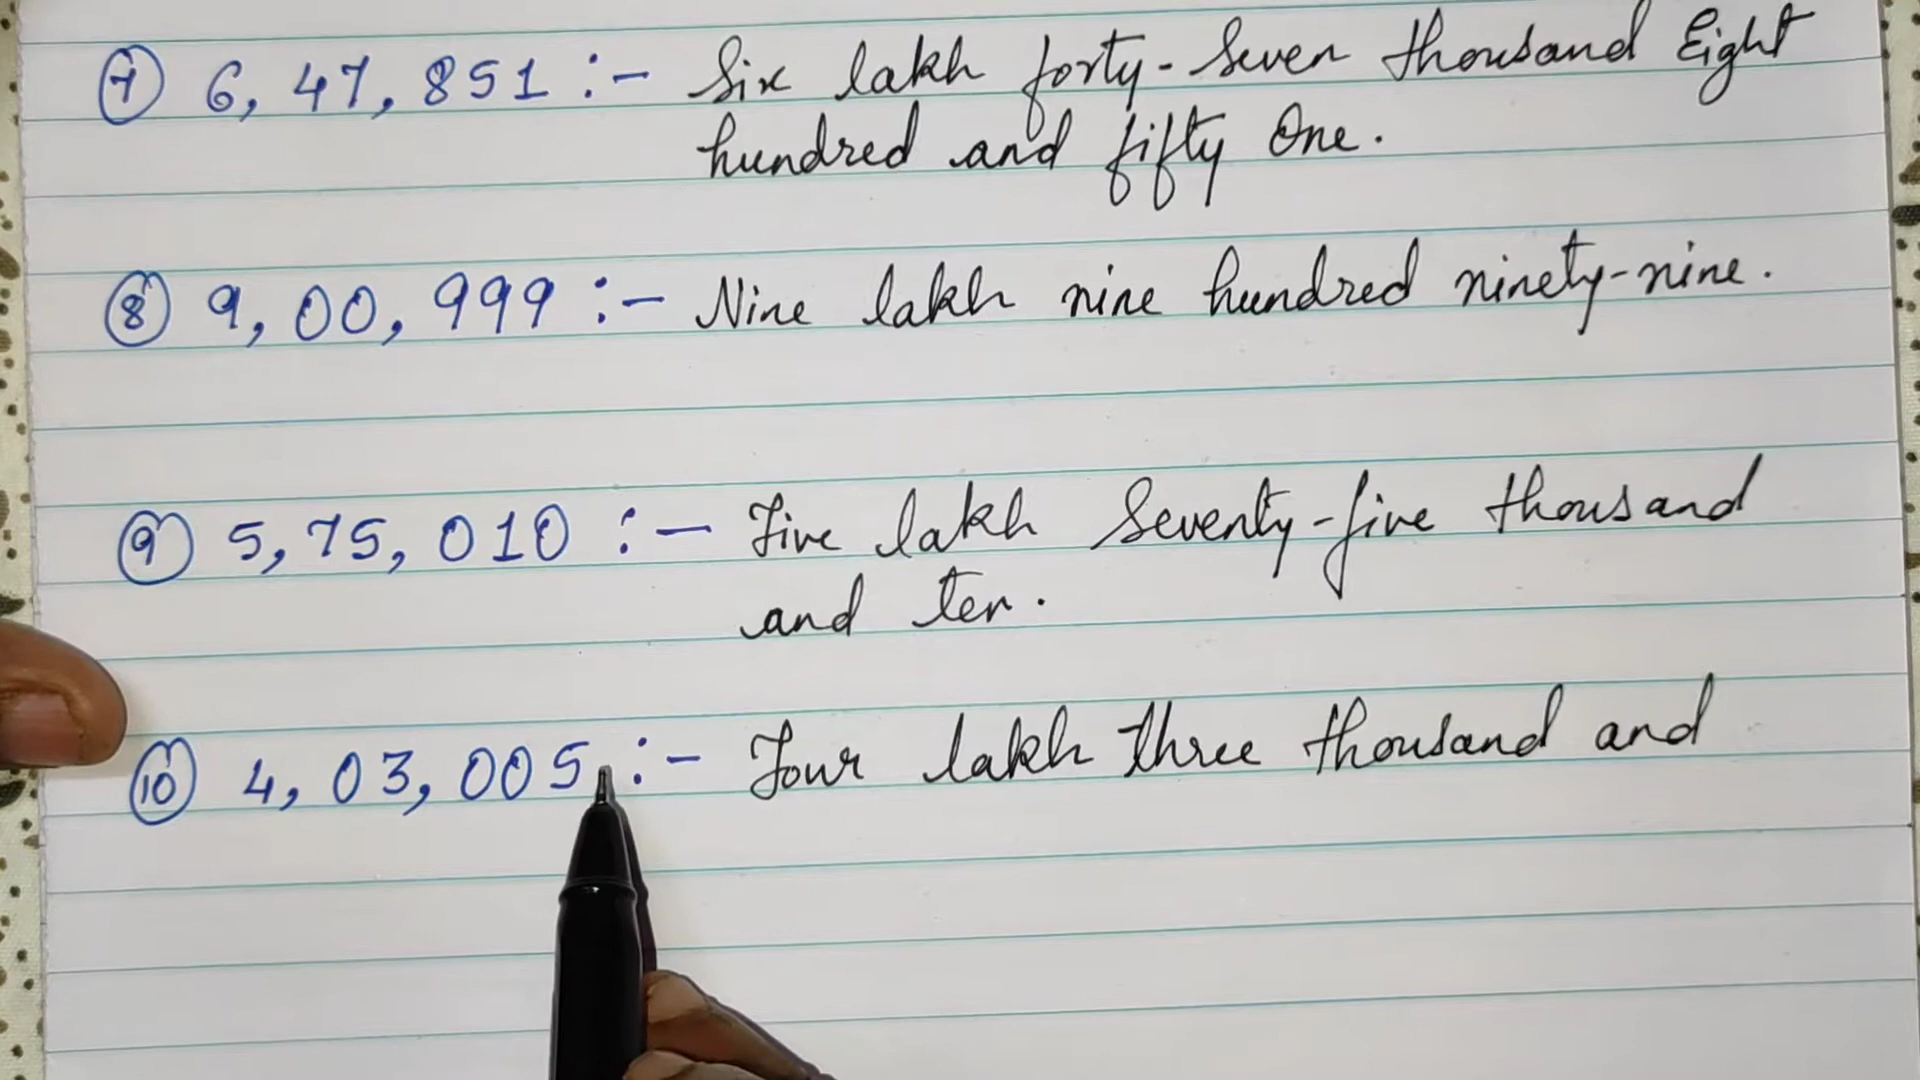 7 6, 47, 851 :- Six lakh forty-Seven thousand Eight
hundred and fifty One.
8 9, 00, 999 :- Nine lakh nine hundred ninety-nine.
9 5, 75, 010 :- Five lakh Seventy-five thousand
and ten.
10 4, 03, 005 :- Four lakh three thousand and